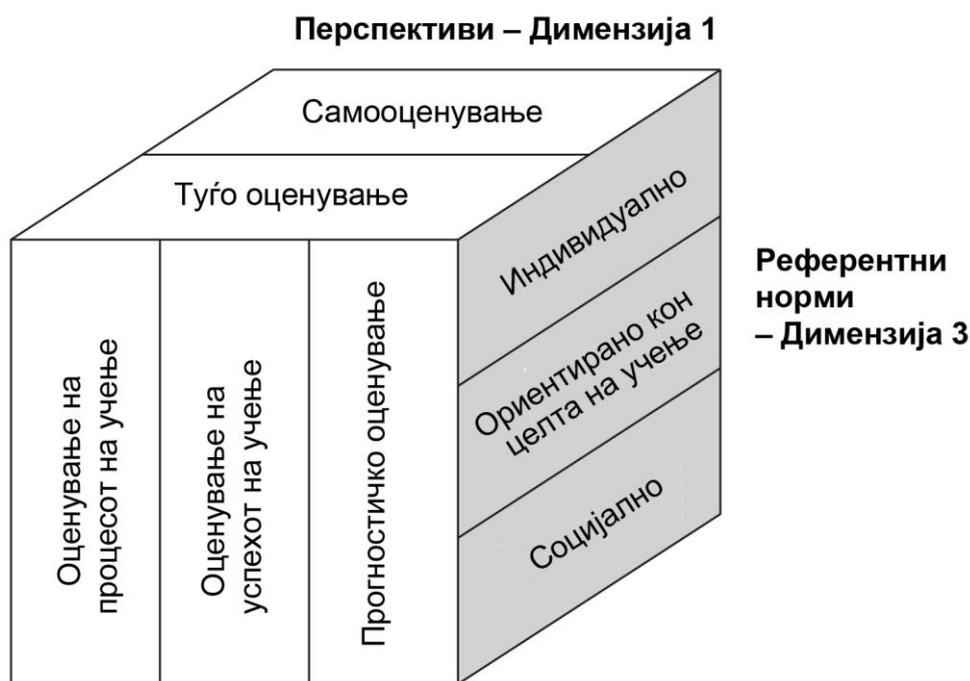 Перспективи – Димензија 1
Самооценување
Туѓо оценување
Оценување на
процесот на учење
Оценување на
успехот на учење
Прогностичко оценување
Индивидуално
Ориентирано кон
целта на учење
Социјално
Референтни
норми
– Димензија 3